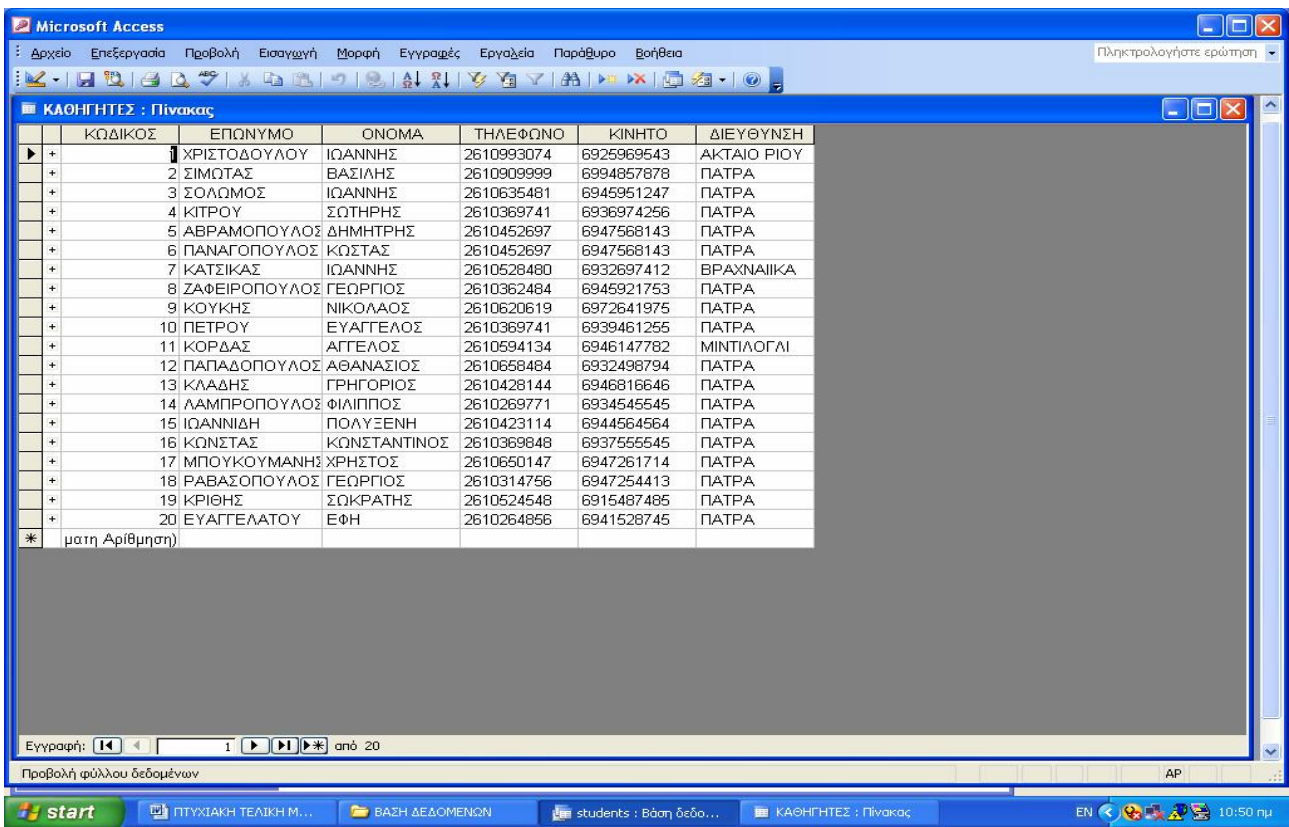 Microsoft Access
Αρχείο Επεξεργασία Προβολή Εισαγωγή Μορφή Εγγραφές Εργαλεία Παράθυρο Βοήθεια Πληκτρολογήστε ερώτηση
ΚΑΘΗΓΗΤΕΣ : Πίνακας
ΚΩΔΙΚΟΣ ΕΠΩΝΥΜΟ ΟΝΟΜΑ ΤΗΛΕΦΩΝΟ ΚΙΝΗΤΟ ΔΙΕΥΘΥΝΣΗ
1 ΧΡΙΣΤΟΔΟΥΛΟΥ ΙΩΑΝΝΗΣ 2610993074 6925969543 ΑΚΤΑΙΟ ΡΙΟΥ
2 ΣΙΜΩΤΑΣ ΒΑΣΙΛΗΣ 2610909999 6994857878 ΠΑΤΡΑ
3 ΣΟΛΩΜΟΣ ΙΩΑΝΝΗΣ 2610635481 6945951247 ΠΑΤΡΑ
4 ΚΙΤΡΟΥ ΣΩΤΗΡΗΣ 2610369741 6936974256 ΠΑΤΡΑ
5 ΑΒΡΑΜΟΠΟΥΛΟΣ ΔΗΜΗΤΡΗΣ 2610452697 6947568143 ΠΑΤΡΑ
6 ΠΑΝΑΓΟΠΟΥΛΟΣ ΚΩΣΤΑΣ 2610452697 6947568143 ΠΑΤΡΑ
7 ΚΑΤΣΙΚΑΣ ΙΩΑΝΝΗΣ 2610528480 6932697412 ΒΡΑΧΝΑΙΙΚΑ
8 ΖΑΦΕΙΡΟΠΟΥΛΟΣ ΓΕΩΡΓΙΟΣ 2610362484 6945921753 ΠΑΤΡΑ
9 ΚΟΥΚΗΣ ΝΙΚΟΛΑΟΣ 2610620619 6972641975 ΠΑΤΡΑ
10 ΠΕΤΡΟΥ ΕΥΑΓΓΕΛΟΣ 2610369741 6939461255 ΠΑΤΡΑ
11 ΚΟΡΔΑΣ ΑΓΓΕΛΟΣ 2610594134 6946147782 ΜΙΝΤΙΛΟΓΛΙ
12 ΠΑΠΑΔΟΠΟΥΛΟΣ ΑΘΑΝΑΣΙΟΣ 2610658484 6932498794 ΠΑΤΡΑ
13 ΚΛΑΔΗΣ ΓΡΗΓΟΡΙΟΣ 2610428144 6946816646 ΠΑΤΡΑ
14 ΛΑΜΠΡΟΠΟΥΛΟΣ ΦΙΛΙΠΠΟΣ 2610269771 6934545545 ΠΑΤΡΑ
15 ΙΩΑΝΝΙΔΗ ΠΟΛΥΞΕΝΗ 2610423114 6944564564 ΠΑΤΡΑ
16 ΚΩΝΣΤΑΣ ΚΩΝΣΤΑΝΤΙΝΟΣ 2610369848 6937555545 ΠΑΤΡΑ
17 ΜΠΟΥΚΟΥΜΑΝΗΣ ΧΡΗΣΤΟΣ 2610650147 6947261714 ΠΑΤΡΑ
18 ΡΑΒΑΣΟΠΟΥΛΟΣ ΓΕΩΡΓΙΟΣ 2610314756 6947254413 ΠΑΤΡΑ
19 ΚΡΙΘΗΣ ΣΩΚΡΑΤΗΣ 2610524548 6915487485 ΠΑΤΡΑ
20 ΕΥΑΓΓΕΛΑΤΟΥ ΕΦΗ 2610264856 6941528745 ΠΑΤΡΑ
ματη Αρίθμηση)
Εγγραφή: 1 από 20
Προβολή φύλλου δεδομένων AP
start ΠΤΥΧΙΑΚΗ ΤΕΛΙΚΗ Μ... ΒΑΣΗ ΔΕΔΟΜΕΝΩΝ students : Βάση δεδο... ΚΑΘΗΓΗΤΕΣ : Πίνακας EN 10:50 πμ